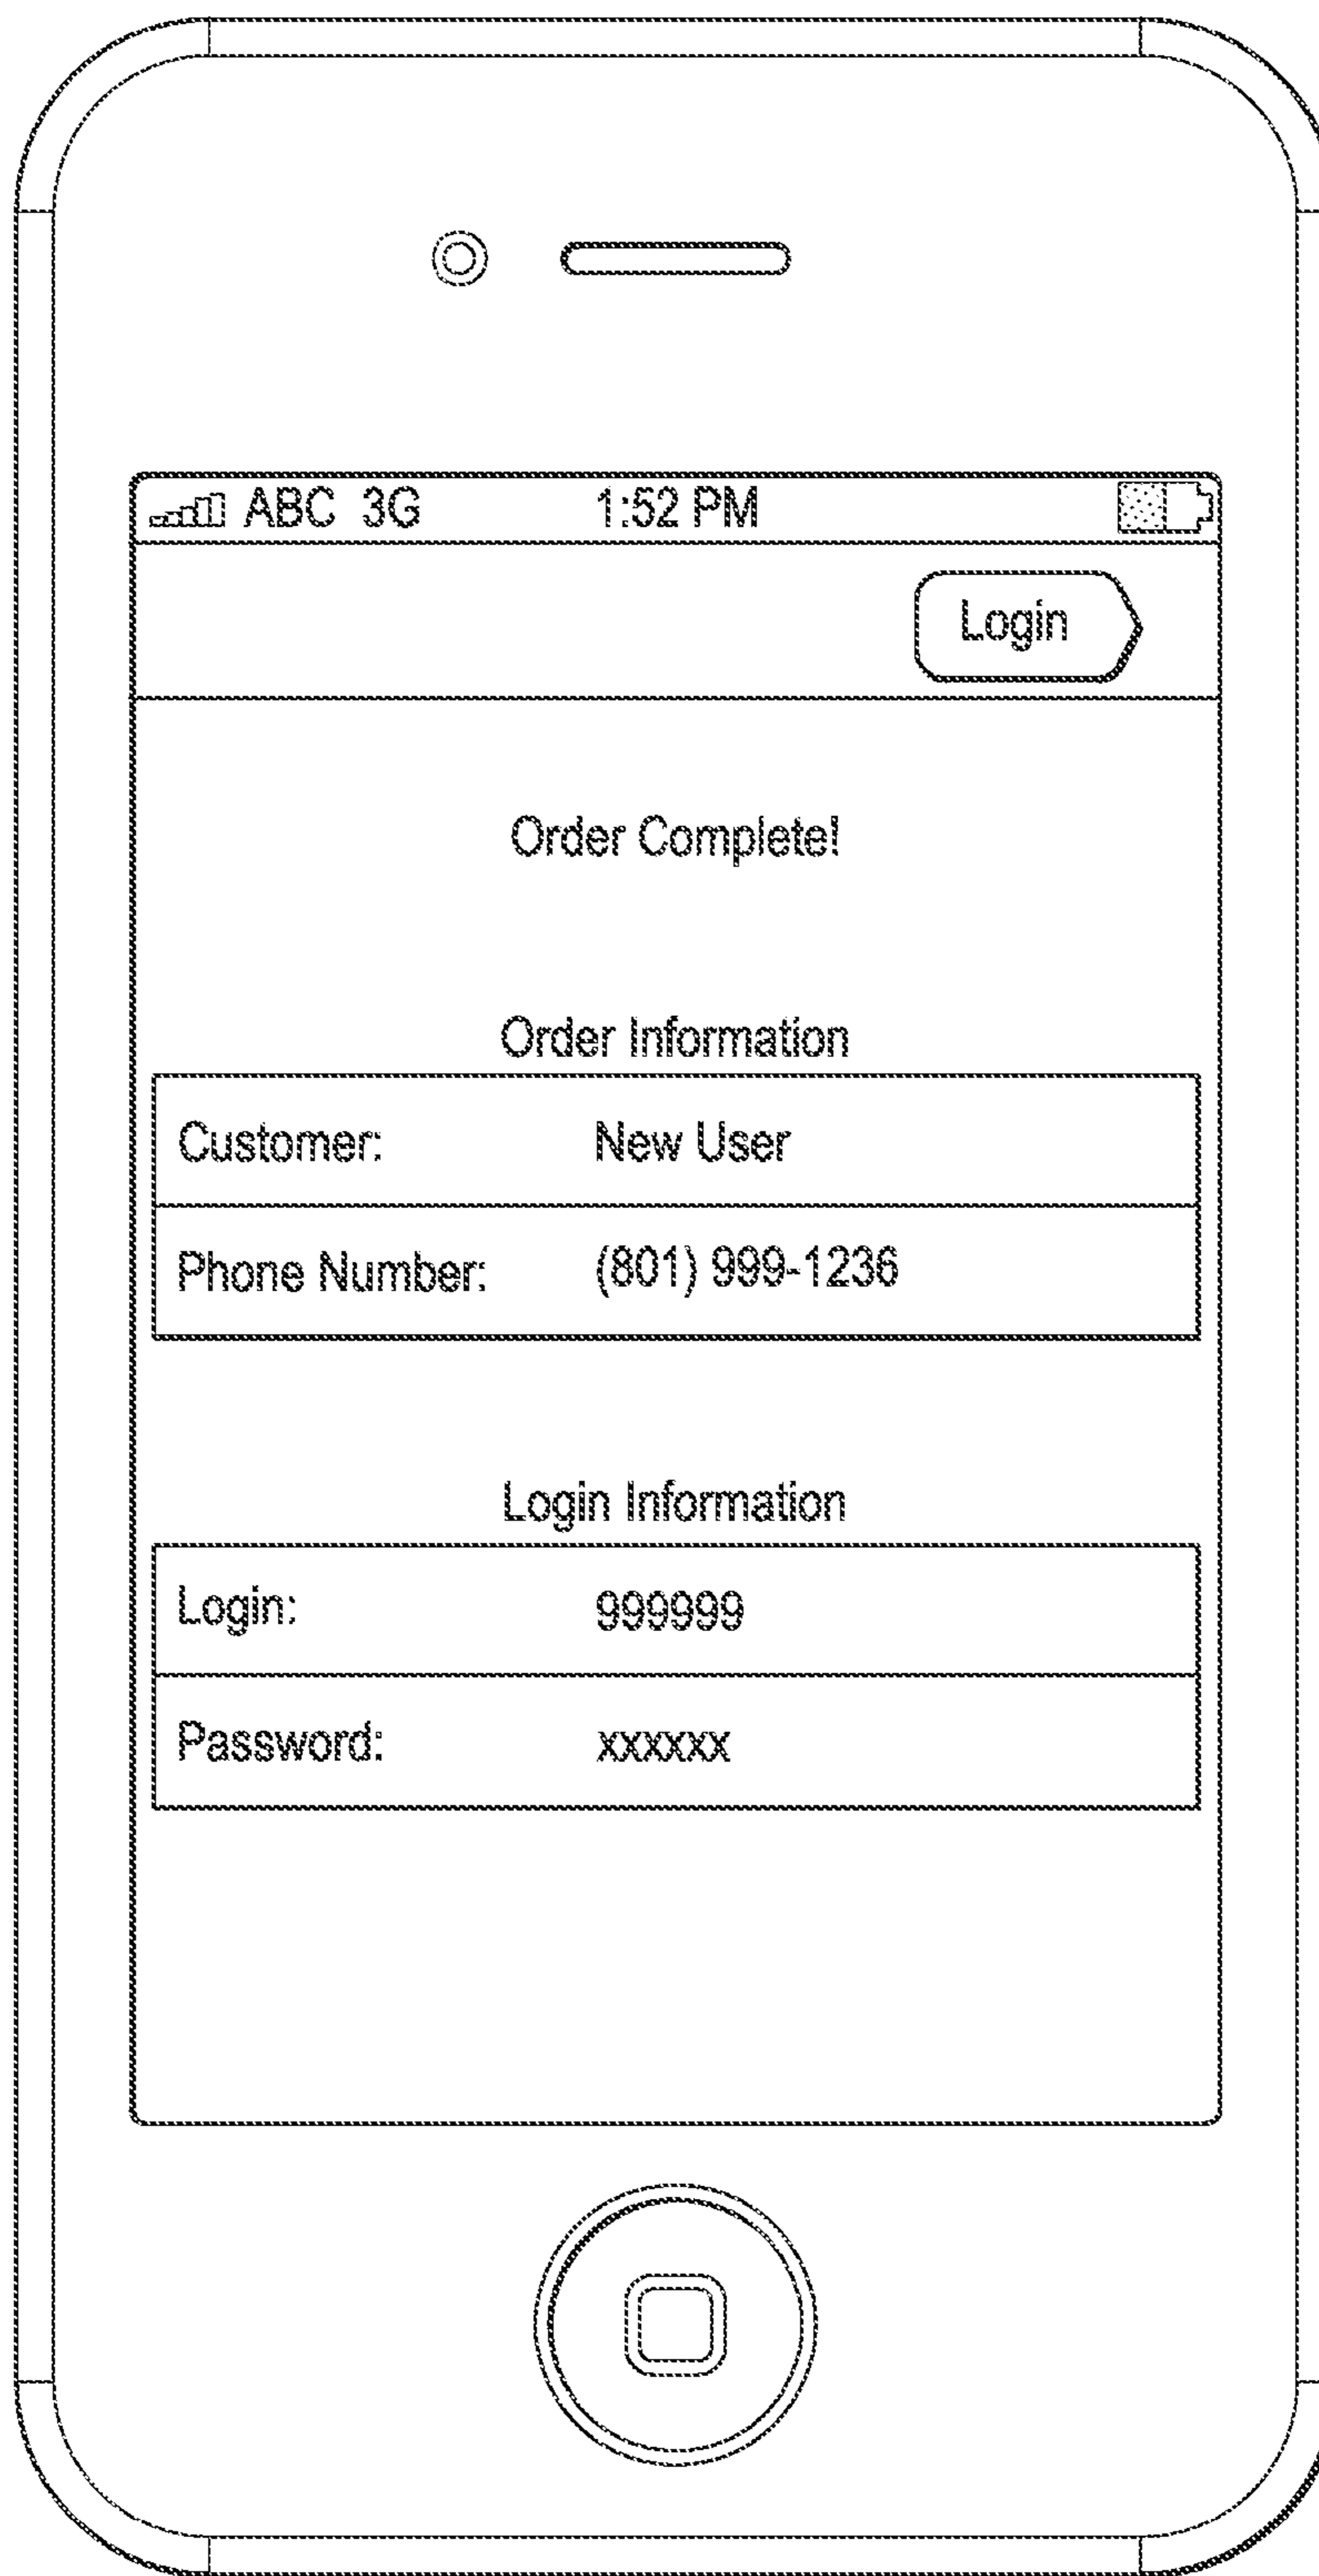 ABC 3G 1:52 PM
Login
Order Complete!
Order Information
Customer: New User
Phone Number: (801) 999-1236
Login Information
Login: 999999
Password: xxxxxx